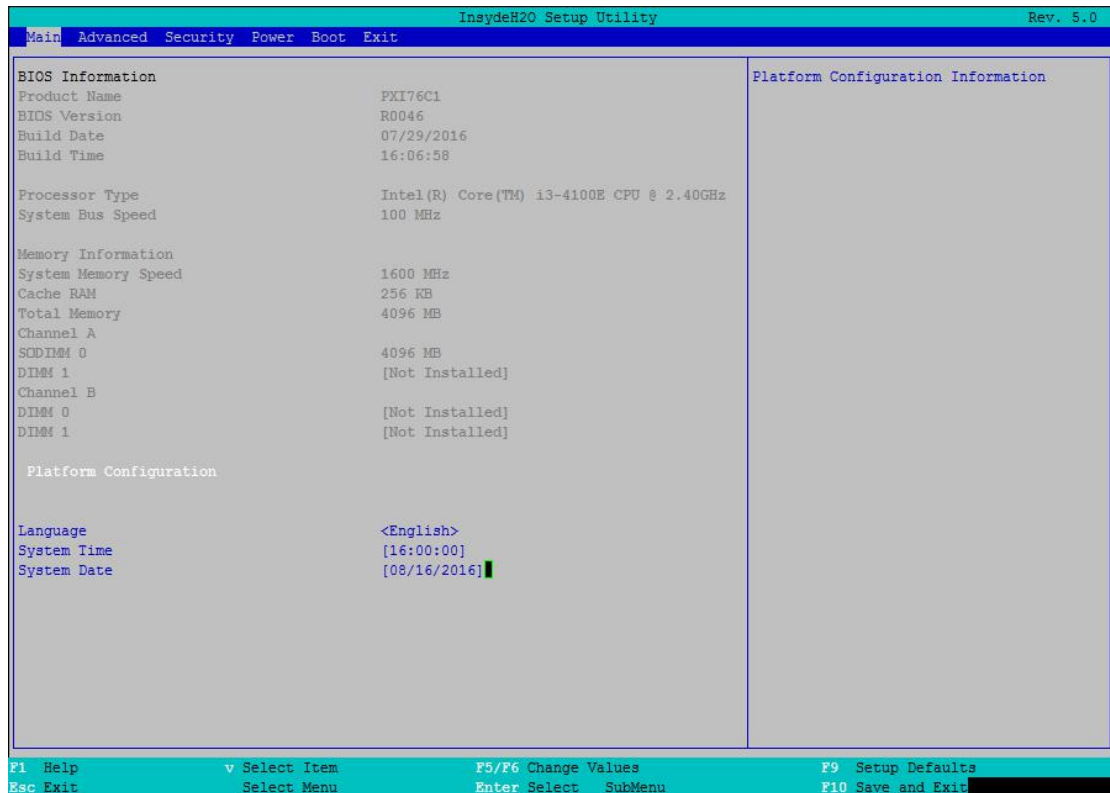 InsydeH20 Setup Utility Rev. 5.0
Main Advanced Security Power Boot Exit
BIOS Information
Product Name PXI76C1
BIOS Version R0046
Build Date 07/29/2016
Build Time 16:06:58
Processor Type Intel(R) Core(TM) i3-4100E CPU @ 2.40GHz
System Bus Speed 100 MHz
Memory Information
System Memory Speed 1600 MHz
Cache RAM 256 KB
Total Memory 4096 MB
Channel A
SODIMM 0 4096 MB
DIMM 1 [Not Installed]
Channel B
DIMM 0 [Not Installed]
DIMM 1 [Not Installed]
Platform Configuration
Language <English>
System Time [16:00:00]
System Date [08/16/2016]
Platform Configuration Information
F1 Help v Select Item F5/F6 Change Values F9 Setup Defaults
Esc Exit Select Menu Enter Select SubMenu F10 Save and Exit